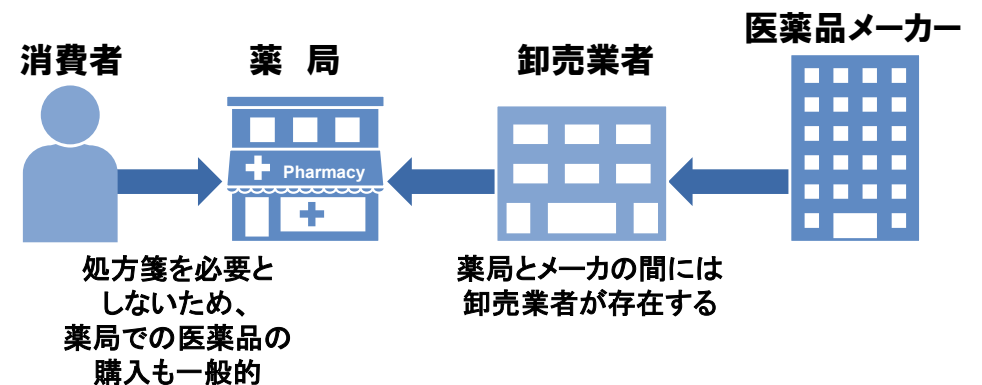 医薬品メーカー
消費者
薬 局
卸売業者
Pharmacy
処方箋を必要と
しないため、
薬局での医薬品の
購入も一般的
薬局とメーカの間には
卸売業者が存在する